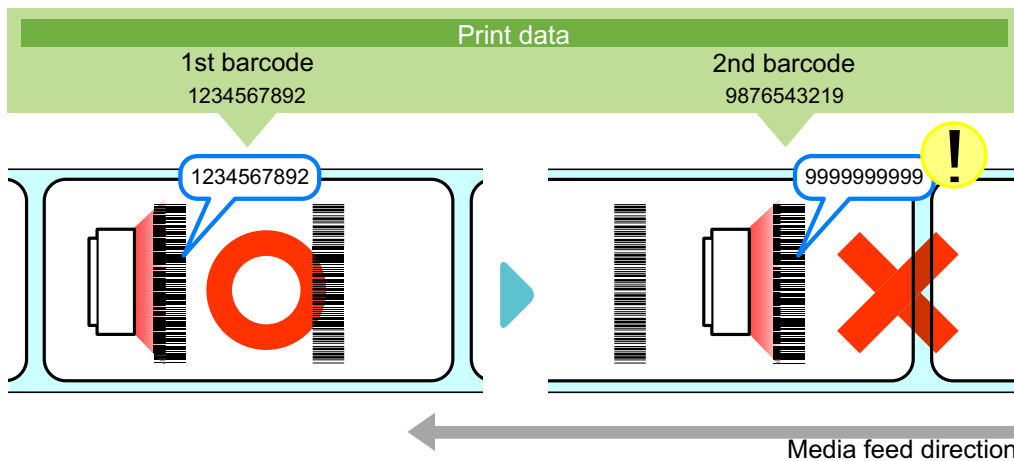 Print data
1st barcode
1234567892
2nd barcode
9876543219
1234567892
9999999999
!
Media feed direction